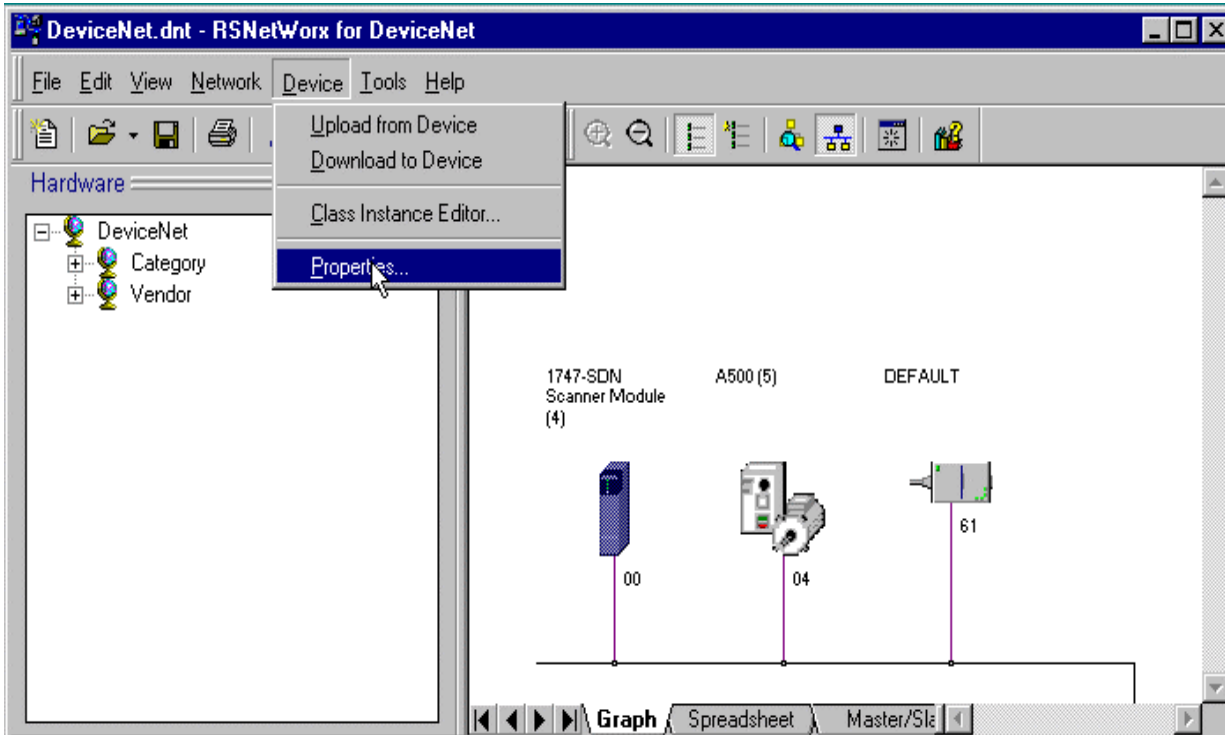 DeviceNet.dnt - RSNetWorx for DeviceNet
File Edit View Network Device Tools Help
Upload from Device
Download to Device
Class Instance Editor...
Properties...
Hardware
DeviceNet
Category
Vendor
1747-SDN
Scanner Module
(4)
A500 (5)
DEFAULT
00
04
61
Graph Spreadsheet Master/Sla